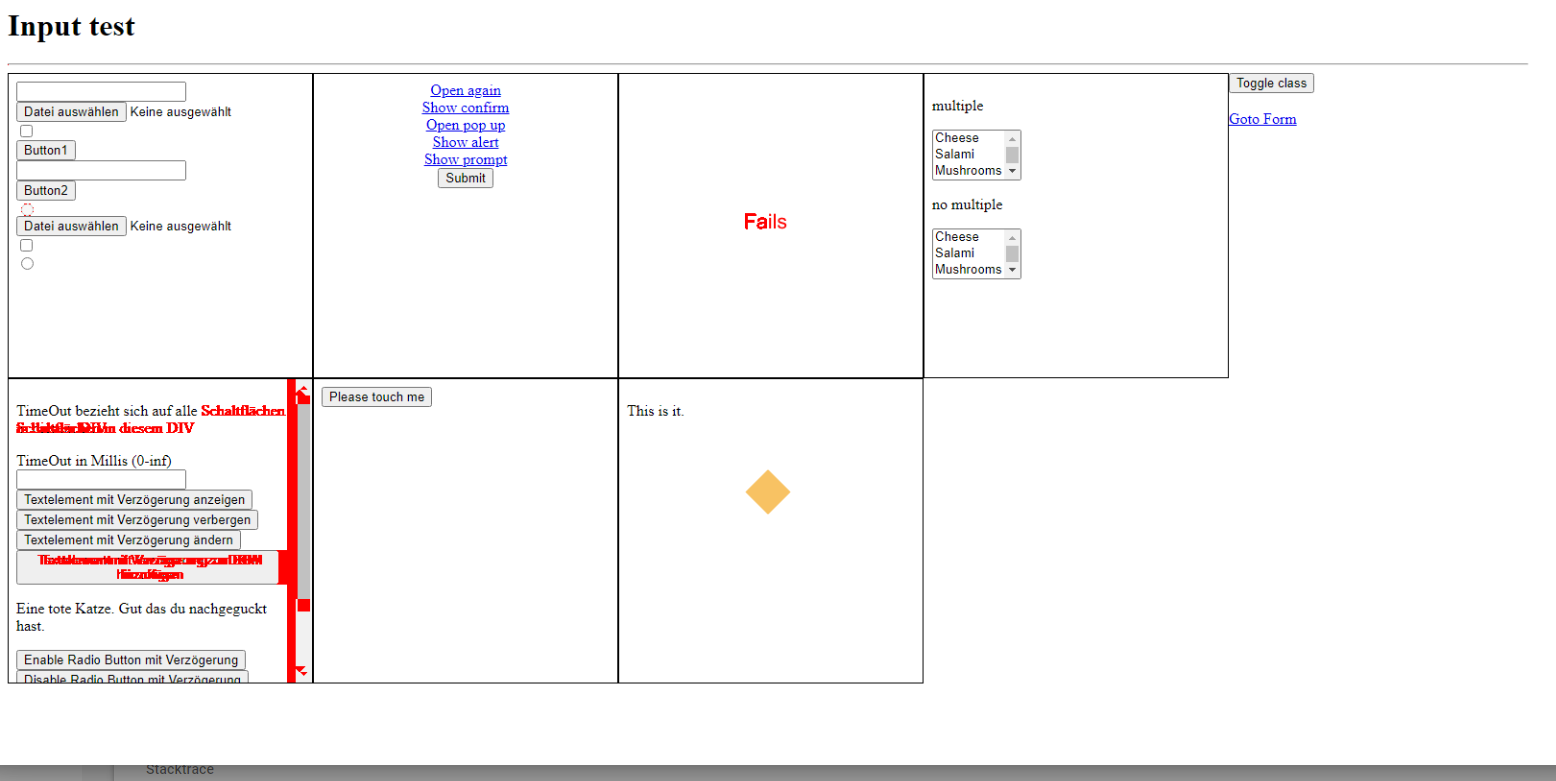 Input test
Datei auswählen Keine ausgewählt
Button1
Button2
Datei auswählen Keine ausgewählt
Open again
Show confirm
Open pop up
Show alert
Show prompt
Submit
Fails
multiple
Cheese
Salami
Mushrooms
no multiple
Cheese
Salami
Mushrooms
Toggle class
Goto Form
TimeOut bezieht sich auf alle Schaltflächen
in diesem DIV
TimeOut in Millis (0-inf)
Textelement mit Verzögerung anzeigen
Textelement mit Verzögerung verbergen
Textelement mit Verzögerung ändern
hinzufügen
Eine tote Katze. Gut das du nachgeguckt
hast.
Enable Radio Button mit Verzögerung
Disable Radio Button mit Verzögerung
Please touch me
This is it.
Stacktrace